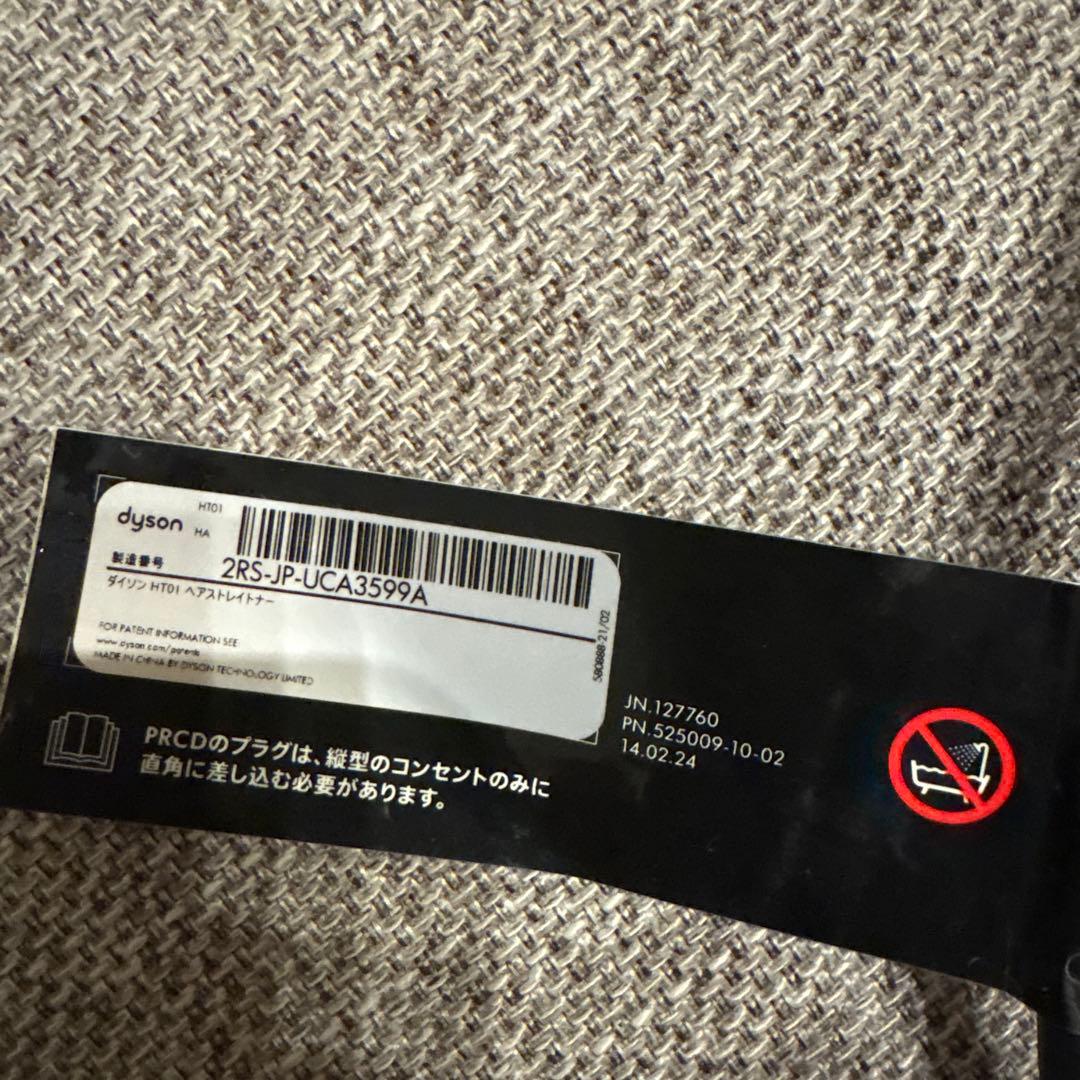 dyson
HT01
HA
製造番号
2RS-JP-UCA3599A
ダイソン HT01 ヘアストレイトナー
FOR PATENT INFORMATION SEE:
www.dyson.com/patents
MADE IN CHINA BY DYSON TECHNOLOGY LIMITED
580888-21/02
PRCDのプラグは、縦型のコンセントのみに
直角に差し込む必要があります。
JN.127760
PN.525009-10-02
14.02.24